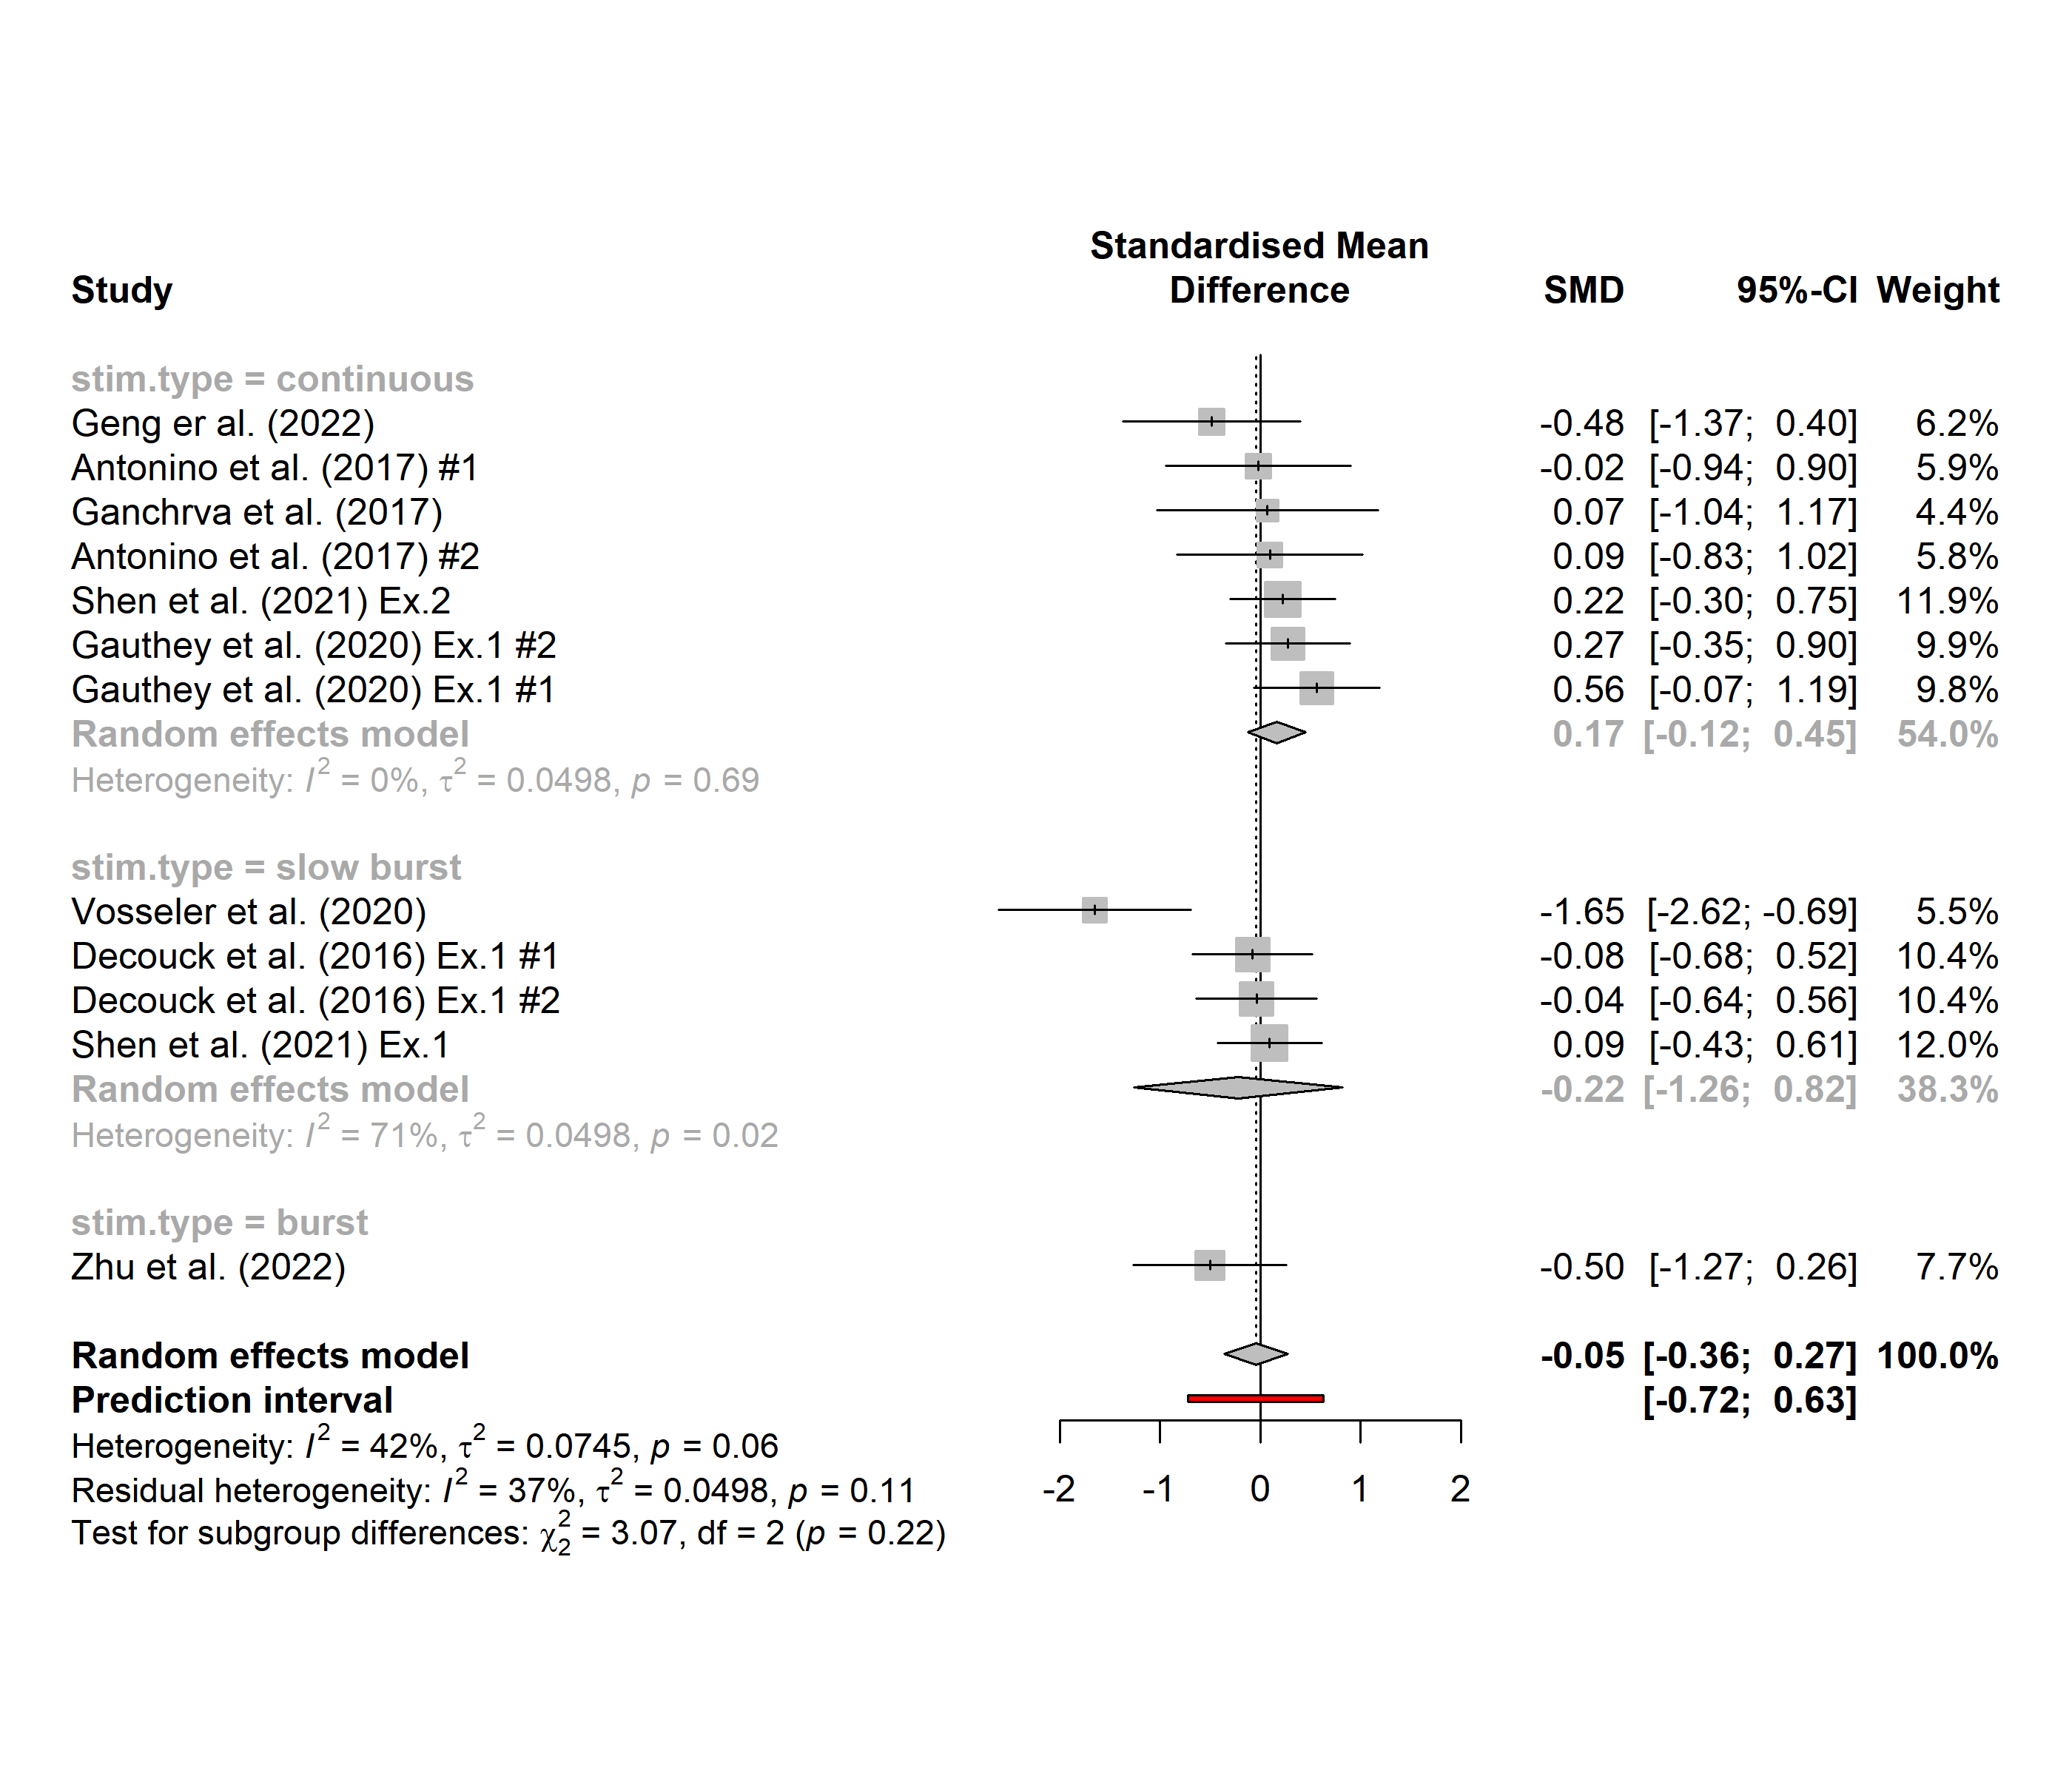 Standardised Mean
Study Difference SMD 95%-CI Weight
stim.type = continuous
Geng er al. (2022) -0.48 [-1.37; 0.40] 6.2%
Antonino et al. (2017) #1 -0.02 [-0.94; 0.90] 5.9%
Ganchrva et al. (2017) 0.07 [-1.04; 1.17] 4.4%
Antonino et al. (2017) #2 0.09 [-0.83; 1.02] 5.8%
Shen et al. (2021) Ex.2 0.22 [-0.30; 0.75] 11.9%
Gauthey et al. (2020) Ex.1 #2 0.27 [-0.35; 0.90] 9.9%
Gauthey et al. (2020) Ex.1 #1 0.56 [-0.07; 1.19] 9.8%
Random effects model 0.17 [-0.12; 0.45] 54.0%
Heterogeneity: I² = 0%, τ² = 0.0498, p = 0.69
stim.type = slow burst
Vosseler et al. (2020) -1.65 [-2.62; -0.69] 5.5%
Decouck et al. (2016) Ex.1 #1 -0.08 [-0.68; 0.52] 10.4%
Decouck et al. (2016) Ex.1 #2 -0.04 [-0.64; 0.56] 10.4%
Shen et al. (2021) Ex.1 0.09 [-0.43; 0.61] 12.0%
Random effects model -0.22 [-1.26; 0.82] 38.3%
Heterogeneity: I² = 71%, τ² = 0.0498, p = 0.02
stim.type = burst
Zhu et al. (2022) -0.50 [-1.27; 0.26] 7.7%
Random effects model -0.05 [-0.36; 0.27] 100.0%
Prediction interval [-0.72; 0.63]
Heterogeneity: I² = 42%, τ² = 0.0745, p = 0.06
Residual heterogeneity: I² = 37%, τ² = 0.0498, p = 0.11
-2 -1 0 1 2
Test for subgroup differences: χ²₂ = 3.07, df = 2 (p = 0.22)